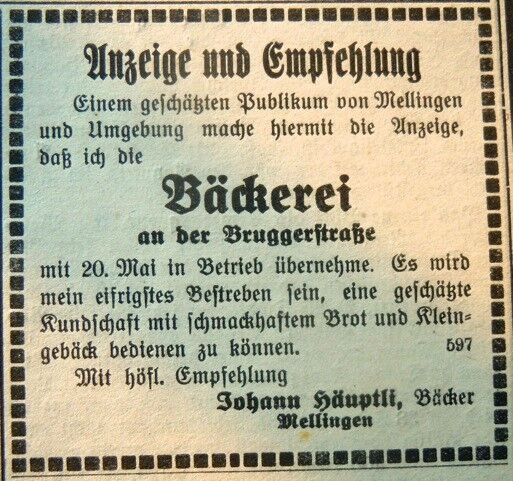 Anzeige und Empfehlung
Einem geschätzten Publikum von Mellingen
und Umgebung mache hiermit die Anzeige,
daß ich die
Bäckerei
an der Bruggerstraße
mit 20. Mai in Betrieb übernehme. Es wird
mein eifrigstes Bestreben sein, eine geschätzte
Kundschaft mit schmackhaftem Brot und Klein-
gebäck bedienen zu können. 597
Mit höfl. Empfehlung
Johann Häuptli, Bäcker
Mellingen